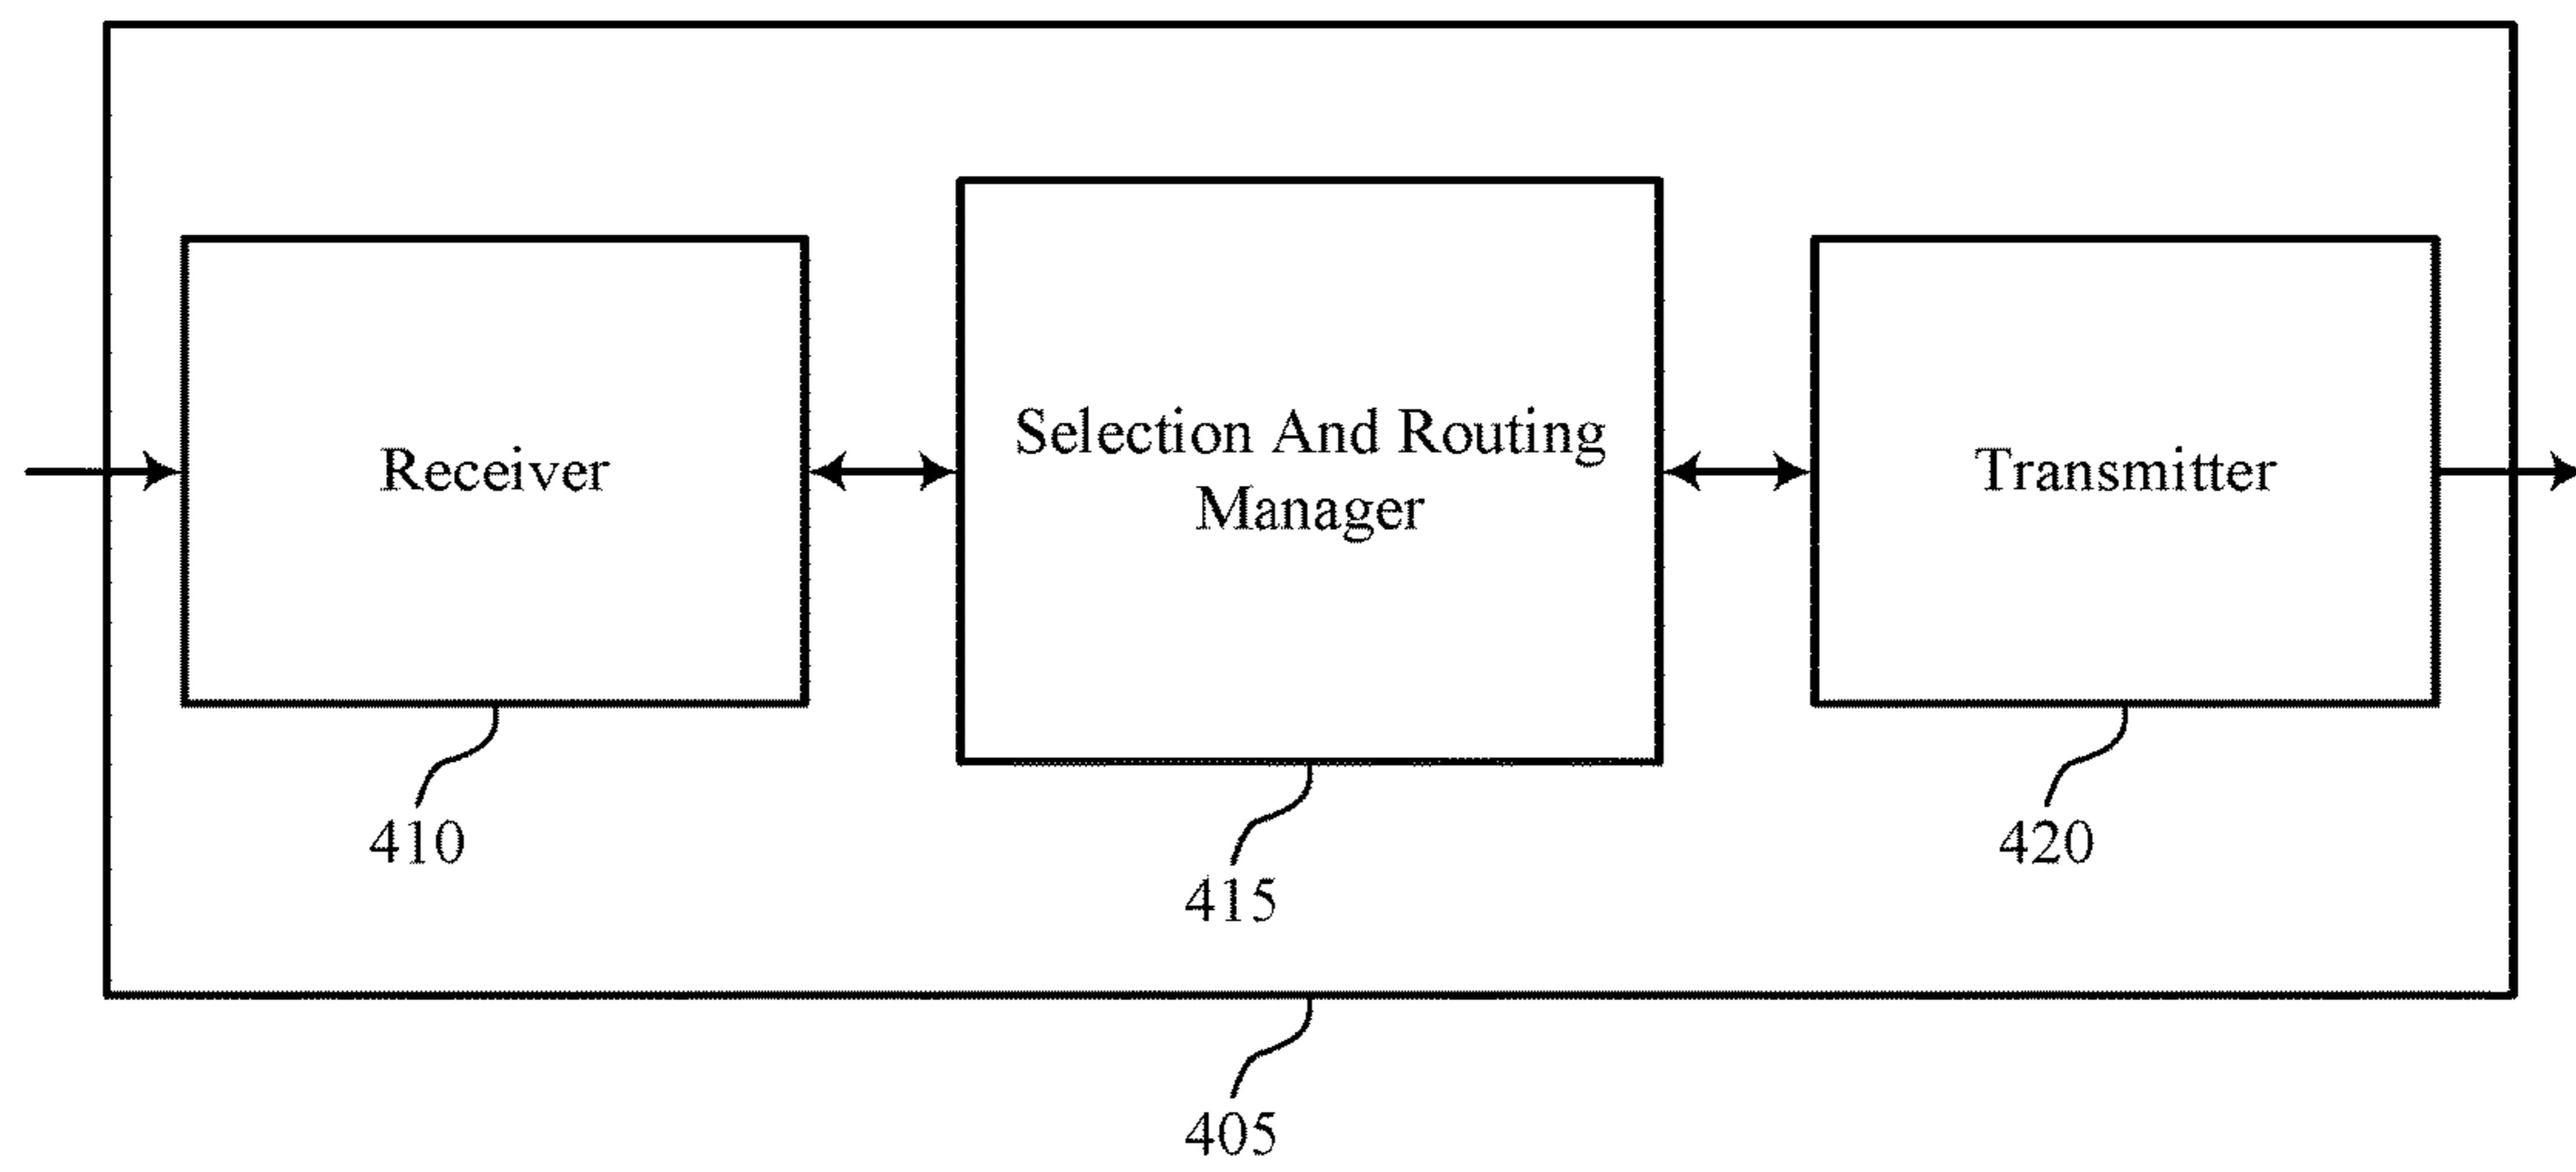 Receiver
Selection And Routing
Manager
Transmitter
410
415
420
405